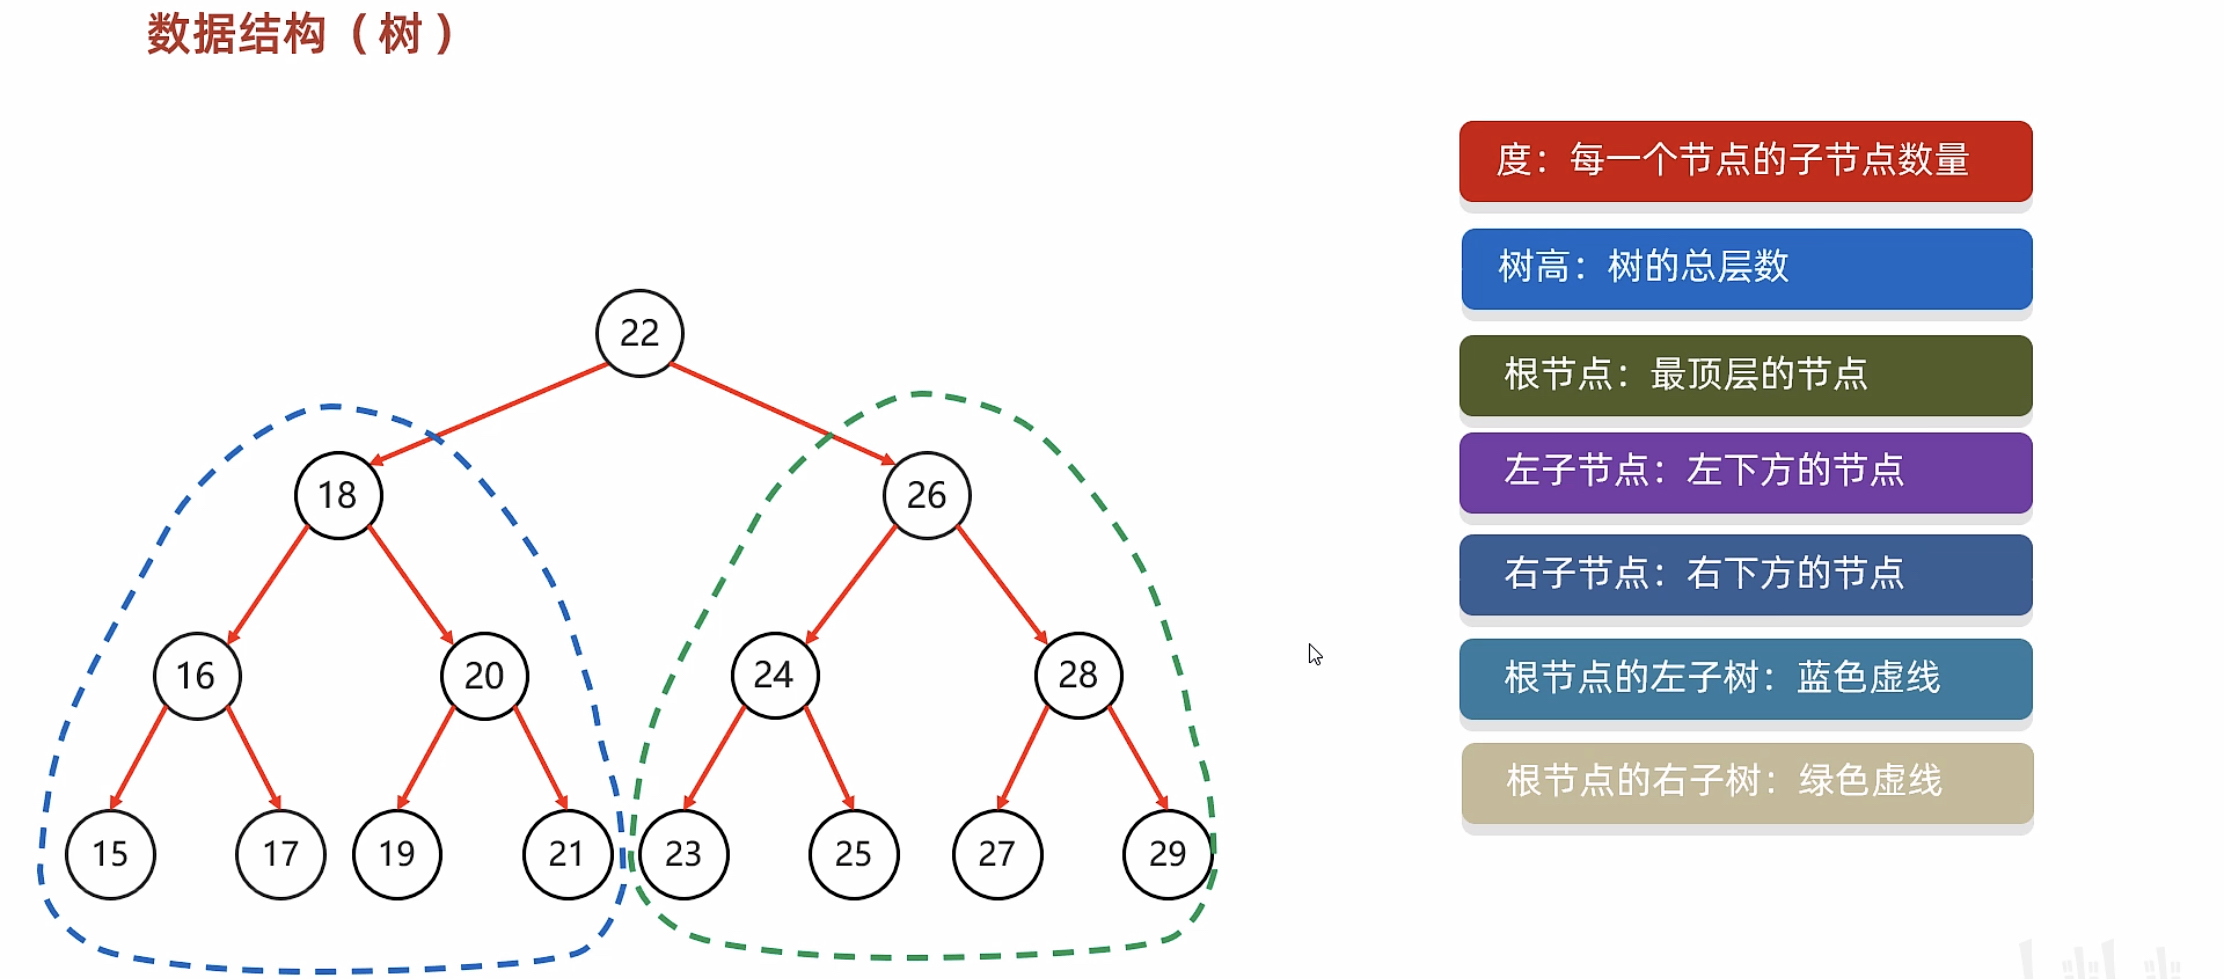 数据结构（树）
度：每一个节点的子节点数量
树高：树的总层数
根节点：最顶层的节点
左子节点：左下方的节点
右子节点：右下方的节点
根节点的左子树：蓝色虚线
根节点的右子树：绿色虚线
22
18
26
16
20
24
28
15
17
19
21
23
25
27
29